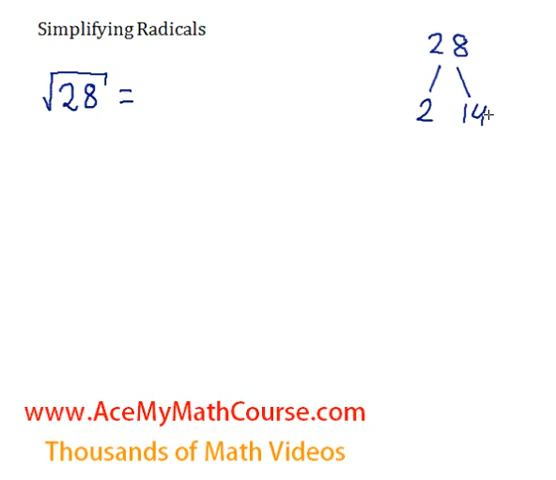 Simplifying Radicals
√28 =
28
2 14
www.AceMyMathCourse.com
Thousands of Math Videos